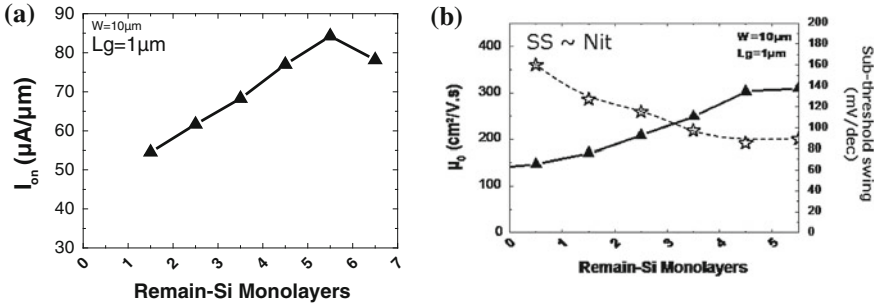 (a)
W=10µm
Lg=1µm
90
80
70
60
50
40
30
I_on (µA/µm)
0 1 2 3 4 5 6 7
Remain-Si Monolayers
(b)
SS ~ Nit
W=10µm
Lg=1µm
400
300
200
100
0
µ₀ (cm²/V.s)
200
180
160
140
120
100
80
60
40
20
0
Sub-threshold swing
(mV/dec)
0 1 2 3 4 5
Remain-Si Monolayers